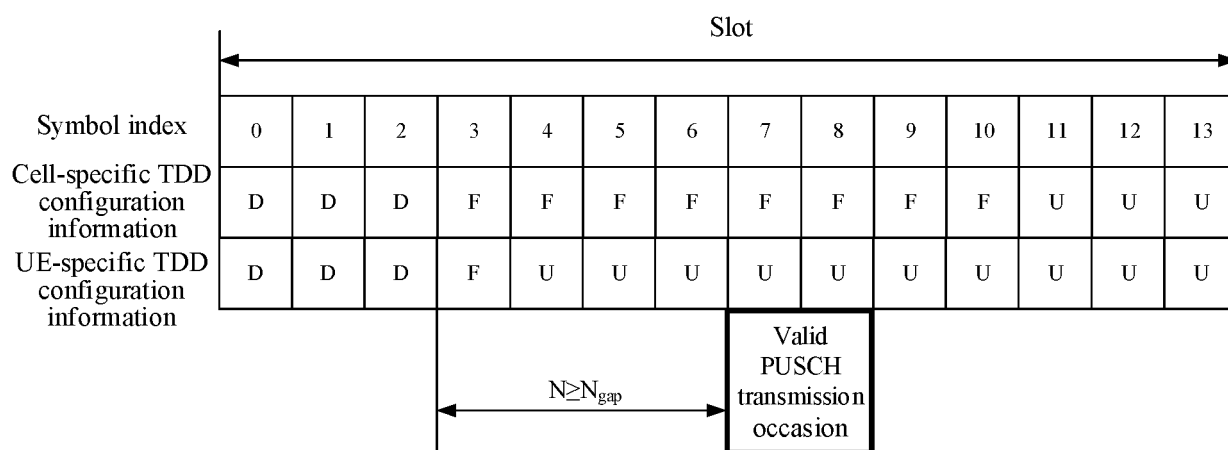 Slot
Symbol index 0 1 2 3 4 5 6 7 8 9 10 11 12 13
Cell-specific TDD
configuration
information
D D D F F F F F F F F U U U
UE-specific TDD
configuration
information
D D D F U U U U U U U U U U
N≥Ngap
Valid
PUSCH
transmission
occasion